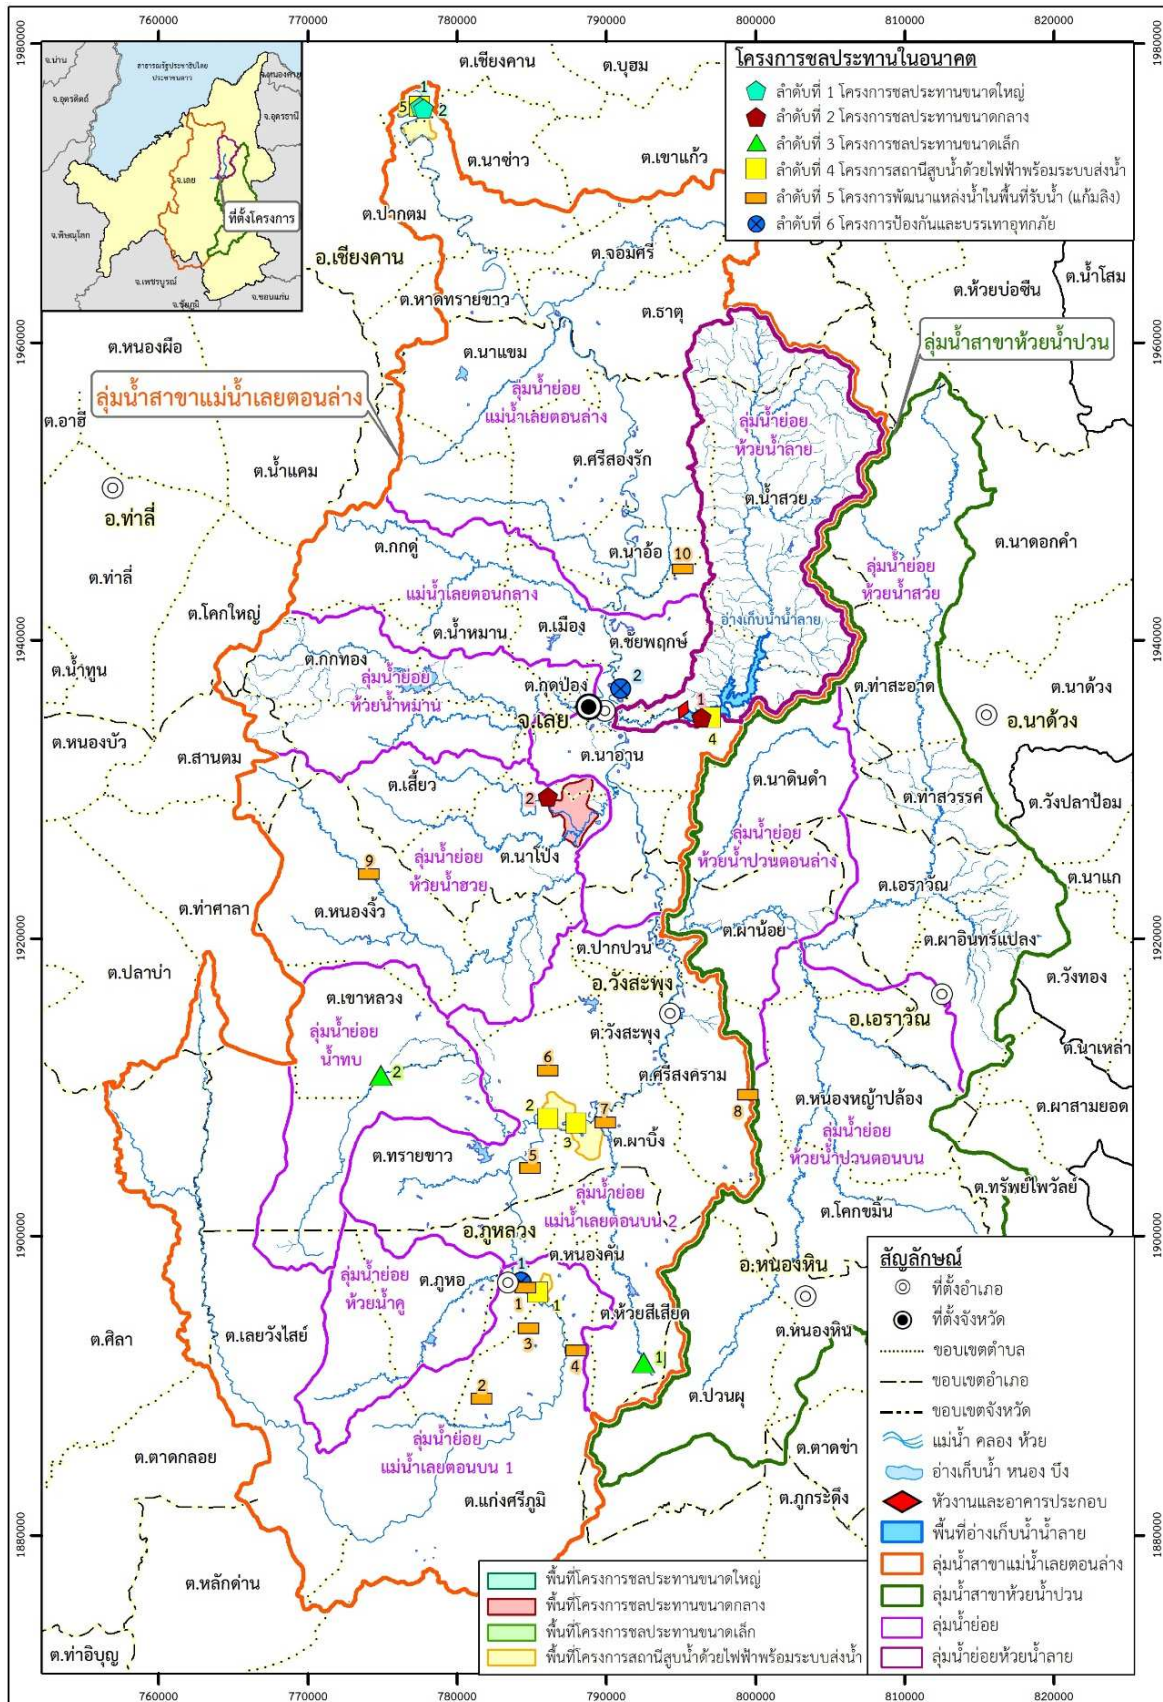 760000
770000
780000
790000
800000
810000
820000
1980000
1980000
จ.น่าน
สาธารณรัฐประชาธิปไตย
ประชาชนลาว
จ.หนองคาย
จ.อุตรดิตถ์
จ.อุดรธานี
จ.เลย
ที่ตั้งโครงการ
จ.พิษณุโลก
จ.เพชรบูรณ์
จ.ชัยภูมิ
จ.ขอนแก่น
โครงการชลประทานในอนาคต
ลำดับที่ 1 โครงการชลประทานขนาดใหญ่
ลำดับที่ 2 โครงการชลประทานขนาดกลาง
ลำดับที่ 3 โครงการชลประทานขนาดเล็ก
ลำดับที่ 4 โครงการสถานีสูบน้ำด้วยไฟฟ้าพร้อมระบบส่งน้ำ
ลำดับที่ 5 โครงการพัฒนาแหล่งน้ำในพื้นที่รับน้ำ (แก้มลิง)
ลำดับที่ 6 โครงการป้องกันและบรรเทาอุทกภัย
ต.เชียงคาน
ต.บุฮม
1
5
2
ต.นาซ่าว
ต.เขาแก้ว
ต.ปากตม
ต.จอมศรี
อ.เชียงคาน
ต.น้ำโสม
ต.ห้วยบ่อซืน
ต.หาดทรายขาว
ต.ธาตุ
1960000
1960000
ต.หนองผือ
ต.นาแขม
ลุ่มน้ำสาขาห้วยน้ำปวน
ลุ่มน้ำสาขาแม่น้ำเลยตอนล่าง
ลุ่มน้ำย่อย
แม่น้ำเลยตอนล่าง
ลุ่มน้ำย่อย
ห้วยน้ำลาย
ต.อาฮี
ต.น้ำแคม
ต.ศรีสองรัก
ต.น้ำสวย
อ.ท่าลี่
ต.กกดู่
ต.นาอ้อ
10
ต.นาดอกคำ
ต.ท่าลี่
แม่น้ำเลยตอนกลาง
ลุ่มน้ำย่อย
ห้วยน้ำสวย
ต.โคกใหญ่
ต.น้ำหมาน
ต.เมือง
ต.ชัยพฤกษ์
อ่างเก็บน้ำน้ำลาย
1940000
1940000
ต.น้ำทูน
ต.กกทอง
ลุ่มน้ำย่อย
ห้วยน้ำหมาน
ต.กุดป่อง
2
1
4
ต.ท่าสะอาด
ต.นาด้วง
อ.นาด้วง
จ.เลย
ต.หนองบัว
ต.สานตม
ต.นาอาน
ต.เสี้ยว
2
ต.นาดินดำ
ต.ท่าสวรรค์
ต.วังปลาป้อม
ลุ่มน้ำย่อย
ห้วยน้ำปวนตอนล่าง
ต.นาโป่ง
ลุ่มน้ำย่อย
ห้วยน้ำฮวย
9
ต.เอราวัณ
ต.นาแก
ต.ท่าศาลา
ต.หนองงิ้ว
ต.ผาน้อย
ต.ผาอินทร์แปลง
1920000
1920000
ต.ปากปวน
ต.ปลาบ่า
อ.วังสะพุง
ต.วังทอง
ต.เขาหลวง
ลุ่มน้ำย่อย
น้ำทบ
ต.วังสะพุง
อ.เอราวัณ
ต.นาเหล่า
2
6
ต.ศรีสงคราม
8
ต.หนองหญ้าปล้อง
ต.ผาสามยอด
2
3
7
ต.ผาบิ้ง
ลุ่มน้ำย่อย
ห้วยน้ำปวนตอนบน
ต.ทรายขาว
5
ต.ทรัพย์ไพวัลย์
ลุ่มน้ำย่อย
แม่น้ำเลยตอนบน 2
ต.โคกขมิ้น
1900000
1900000
อ.ภูหลวง
ต.หนองคัน
อ.หนองหิน
ลุ่มน้ำย่อย
ห้วยน้ำคู
ต.ภูหอ
1
1
1
3
4
2
ต.ห้วยสีเสียด
1
ต.หนองหิน
ต.ศิลา
ต.เลยวังไสย์
ต.ปวนผุ
ลุ่มน้ำย่อย
แม่น้ำเลยตอนบน 1
ต.ตาดกลอย
ต.แก่งศรีภูมิ
ต.ตาดข่า
ต.ภูกระดึง
1880000
1880000
ต.หลักด่าน
ต.ท่าอิบุญ
สัญลักษณ์
ที่ตั้งอำเภอ
ที่ตั้งจังหวัด
ขอบเขตตำบล
ขอบเขตอำเภอ
ขอบเขตจังหวัด
แม่น้ำ คลอง ห้วย
อ่างเก็บน้ำ หนอง บึง
หัวงานและอาคารประกอบ
พื้นที่อ่างเก็บน้ำน้ำลาย
ลุ่มน้ำสาขาแม่น้ำเลยตอนล่าง
ลุ่มน้ำสาขาห้วยน้ำปวน
ลุ่มน้ำย่อย
ลุ่มน้ำย่อยห้วยน้ำลาย
พื้นที่โครงการชลประทานขนาดใหญ่
พื้นที่โครงการชลประทานขนาดกลาง
พื้นที่โครงการชลประทานขนาดเล็ก
พื้นที่โครงการสถานีสูบน้ำด้วยไฟฟ้าพร้อมระบบส่งน้ำ
760000
770000
780000
790000
800000
810000
820000